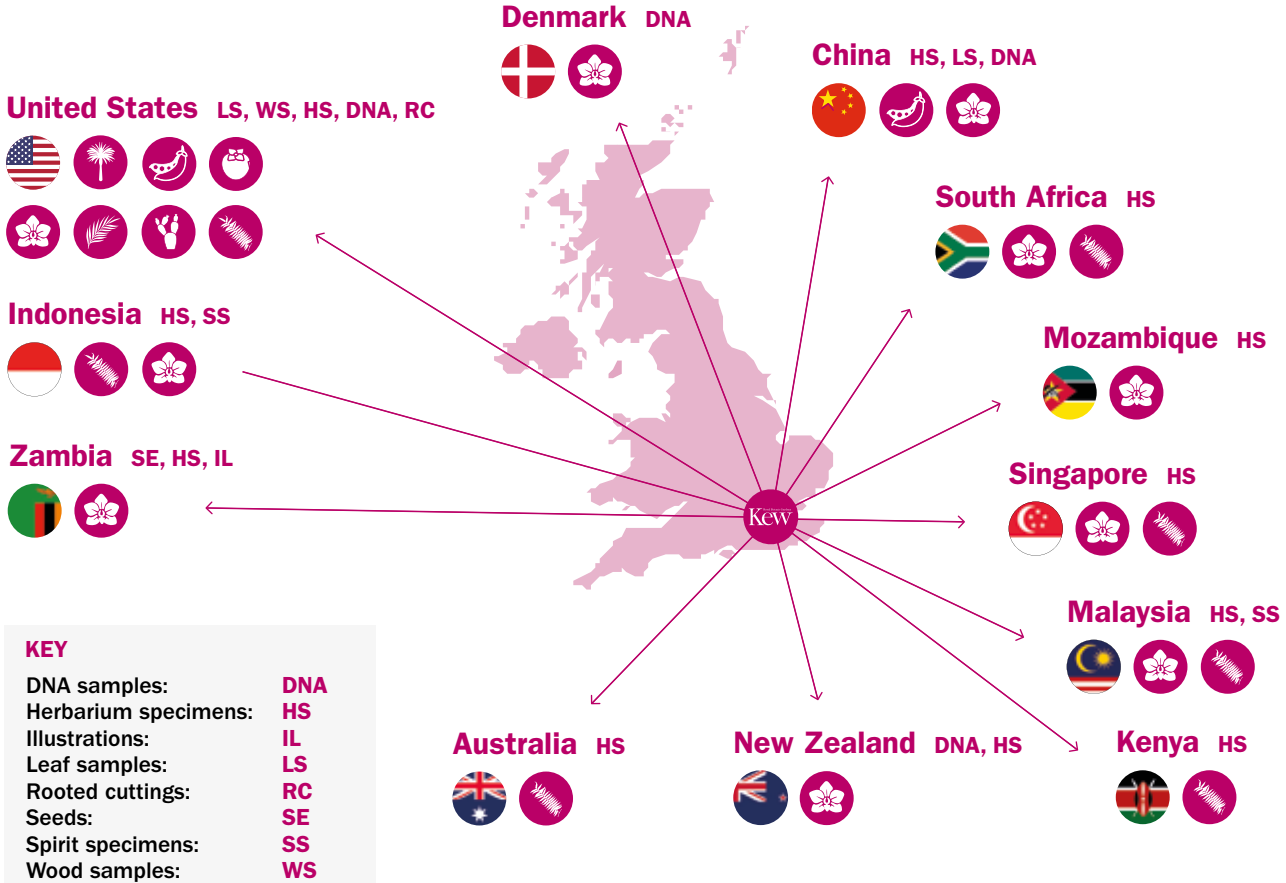 Denmark DNA
China HS, LS, DNA
United States LS, WS, HS, DNA, RC
South Africa HS
Indonesia HS, SS
Mozambique HS
Zambia SE, HS, IL
Singapore HS
Kew
Malaysia HS, SS
KEY
DNA samples: DNA
Herbarium specimens: HS
Illustrations: IL
Leaf samples: LS
Rooted cuttings: RC
Seeds: SE
Spirit specimens: SS
Wood samples: WS
Australia HS
New Zealand DNA, HS
Kenya HS